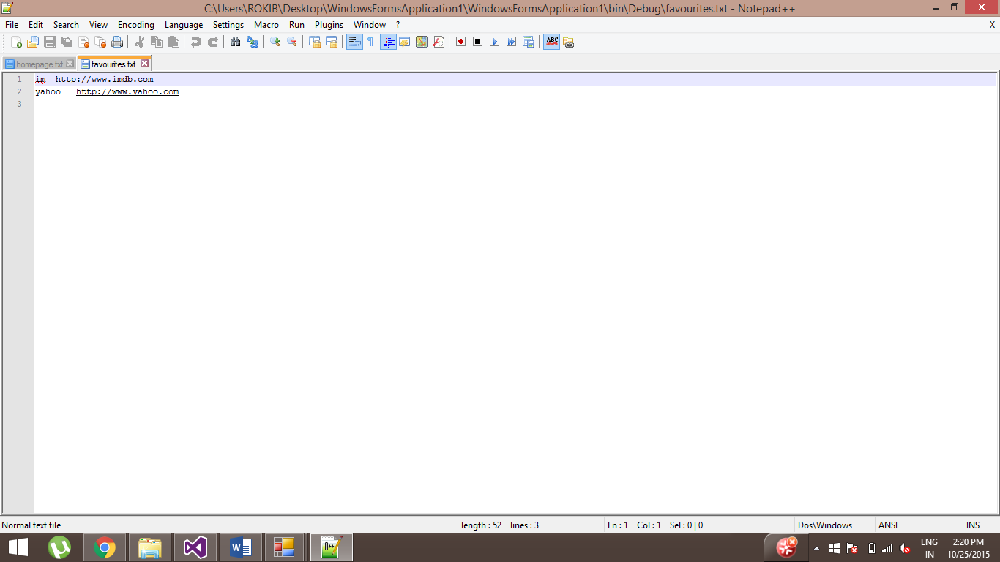 C:\Users\ROKIB\Desktop\WindowsFormsApplication1\WindowsFormsApplication1\bin\Debug\favourites.txt - Notepad++
File Edit Search View Encoding Language Settings Macro Run Plugins Window ? X
ABC
homepage.txt favourites.txt
1 im http://www.imdb.com
2 yahoo http://www.yahoo.com
3
Normal text file length : 52 lines : 3 Ln : 1 Col : 1 Sel : 0 | 0 Dos\Windows ANSI INS
ENG 2:20 PM
IN 10/25/2015